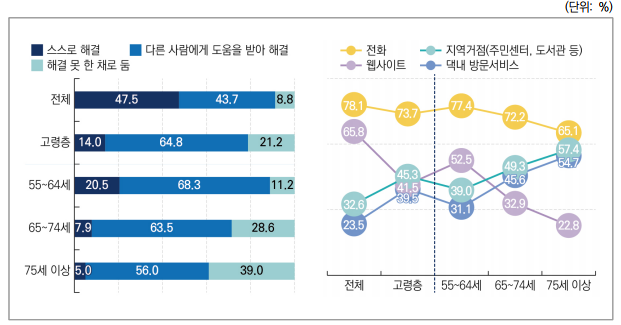 (단위: %)
스스로 해결 다른 사람에게 도움을 받아 해결
해결 못 한 채로 둠
전체 47.5 43.7 8.8
고령층 14.0 64.8 21.2
55~64세 20.5 68.3 11.2
65~74세 7.9 63.5 28.6
75세 이상 5.0 56.0 39.0
전화 지역거점(주민센터, 도서관 등)
웹사이트 댁내 방문서비스
78.1 73.7 77.4 72.2 65.1
65.8 41.5 52.5 32.9 22.8
32.6 45.3 39.0 49.3 57.4
23.5 39.5 31.1 45.6 54.7
전체 고령층 55~64세 65~74세 75세 이상